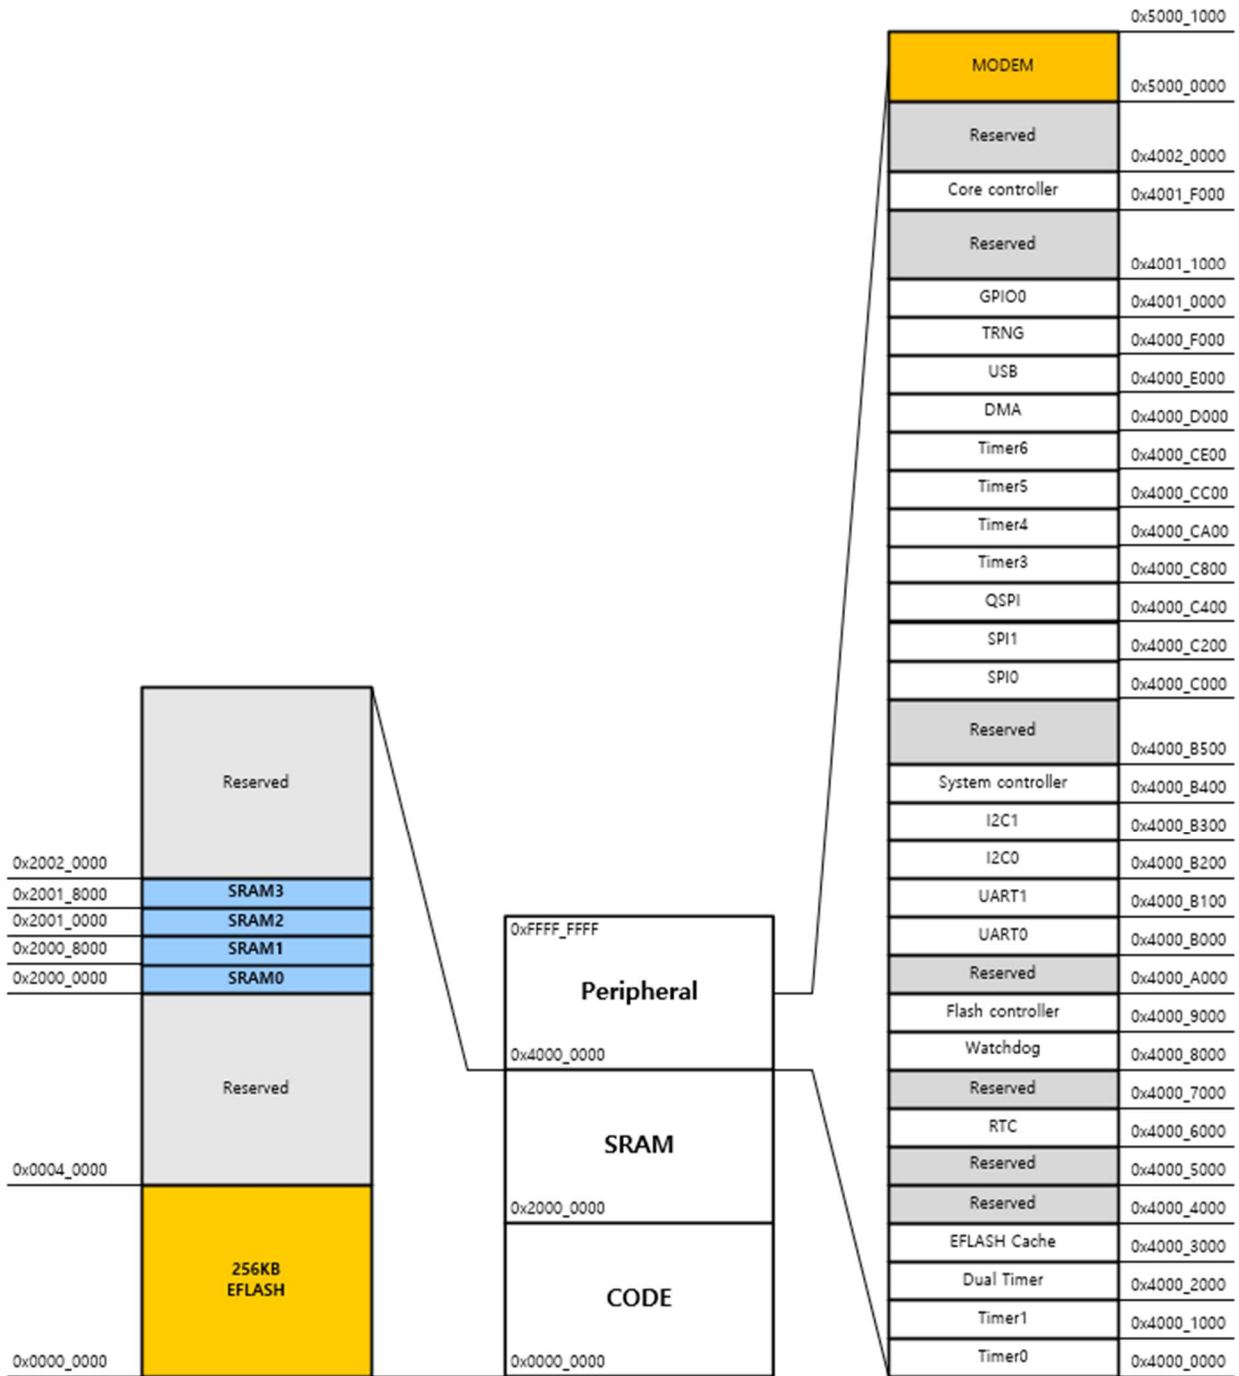 0x2002_0000
0x2001_8000
0x2001_0000
0x2000_8000
0x2000_0000
0x0004_0000
0x0000_0000
Reserved
SRAM3
SRAM2
SRAM1
SRAM0
Reserved
256KB
EFLASH
0xFFFF_FFFF
Peripheral
0x4000_0000
SRAM
0x2000_0000
CODE
0x0000_0000
0x5000_1000
MODEM 0x5000_0000
Reserved 0x4002_0000
Core controller 0x4001_F000
Reserved 0x4001_1000
GPIO0 0x4001_0000
TRNG 0x4000_F000
USB 0x4000_E000
DMA 0x4000_D000
Timer6 0x4000_CE00
Timer5 0x4000_CC00
Timer4 0x4000_CA00
Timer3 0x4000_C800
QSPI 0x4000_C400
SPI1 0x4000_C200
SPI0 0x4000_C000
Reserved 0x4000_B500
System controller 0x4000_B400
I2C1 0x4000_B300
I2C0 0x4000_B200
UART1 0x4000_B100
UART0 0x4000_B000
Reserved 0x4000_A000
Flash controller 0x4000_9000
Watchdog 0x4000_8000
Reserved 0x4000_7000
RTC 0x4000_6000
Reserved 0x4000_5000
Reserved 0x4000_4000
EFLASH Cache 0x4000_3000
Dual Timer 0x4000_2000
Timer1 0x4000_1000
Timer0 0x4000_0000